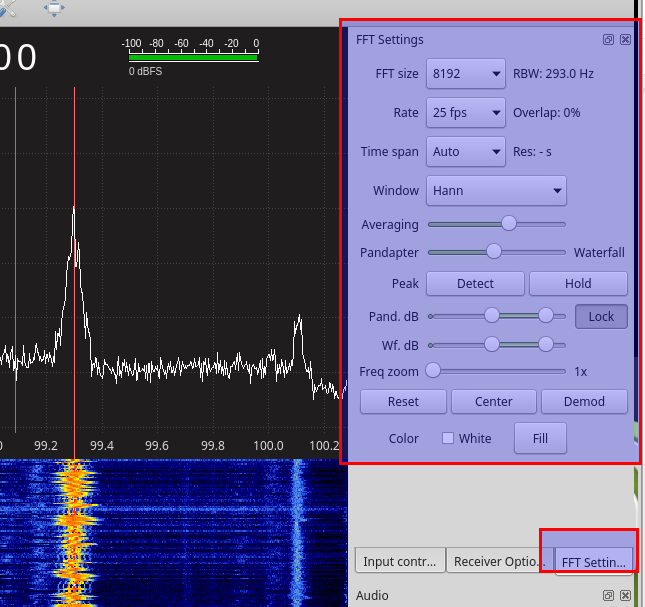 00
-100 -80 -60 -40 -20 0
0 dBFS
FFT Settings
FFT size 8192 RBW: 293.0 Hz
Rate 25 fps Overlap: 0%
Time span Auto Res: - s
Window Hann
Averaging
Pandapter Waterfall
Peak Detect Hold
Pand. dB Lock
Wf. dB
Freq zoom 1x
Reset Center Demod
Color White Fill
0 99.2 99.4 99.6 99.8 100.0 100.2
Input contr... Receiver Optio... FFT Settin...
Audio